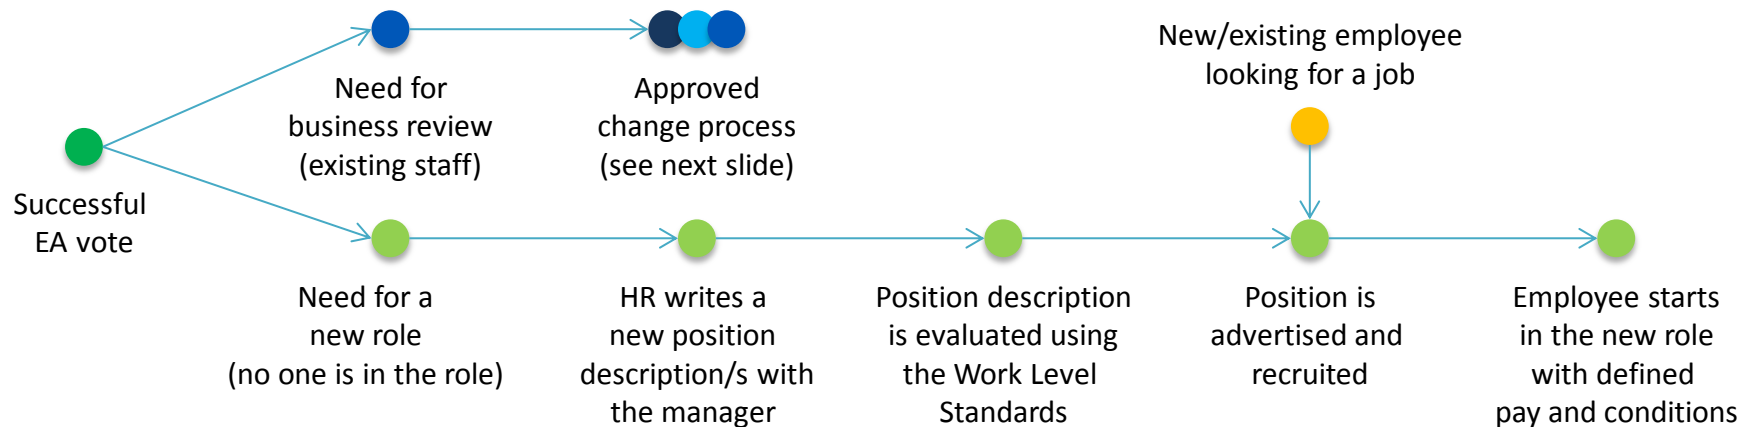 Successful
EA vote
Need for
business review
(existing staff)
Approved
change process
(see next slide)
New/existing employee
looking for a job
Need for a
new role
(no one is in the role)
HR writes a
new position
description/s with
the manager
Position description
is evaluated using
the Work Level
Standards
Position is
advertised and
recruited
Employee starts
in the new role
with defined
pay and conditions